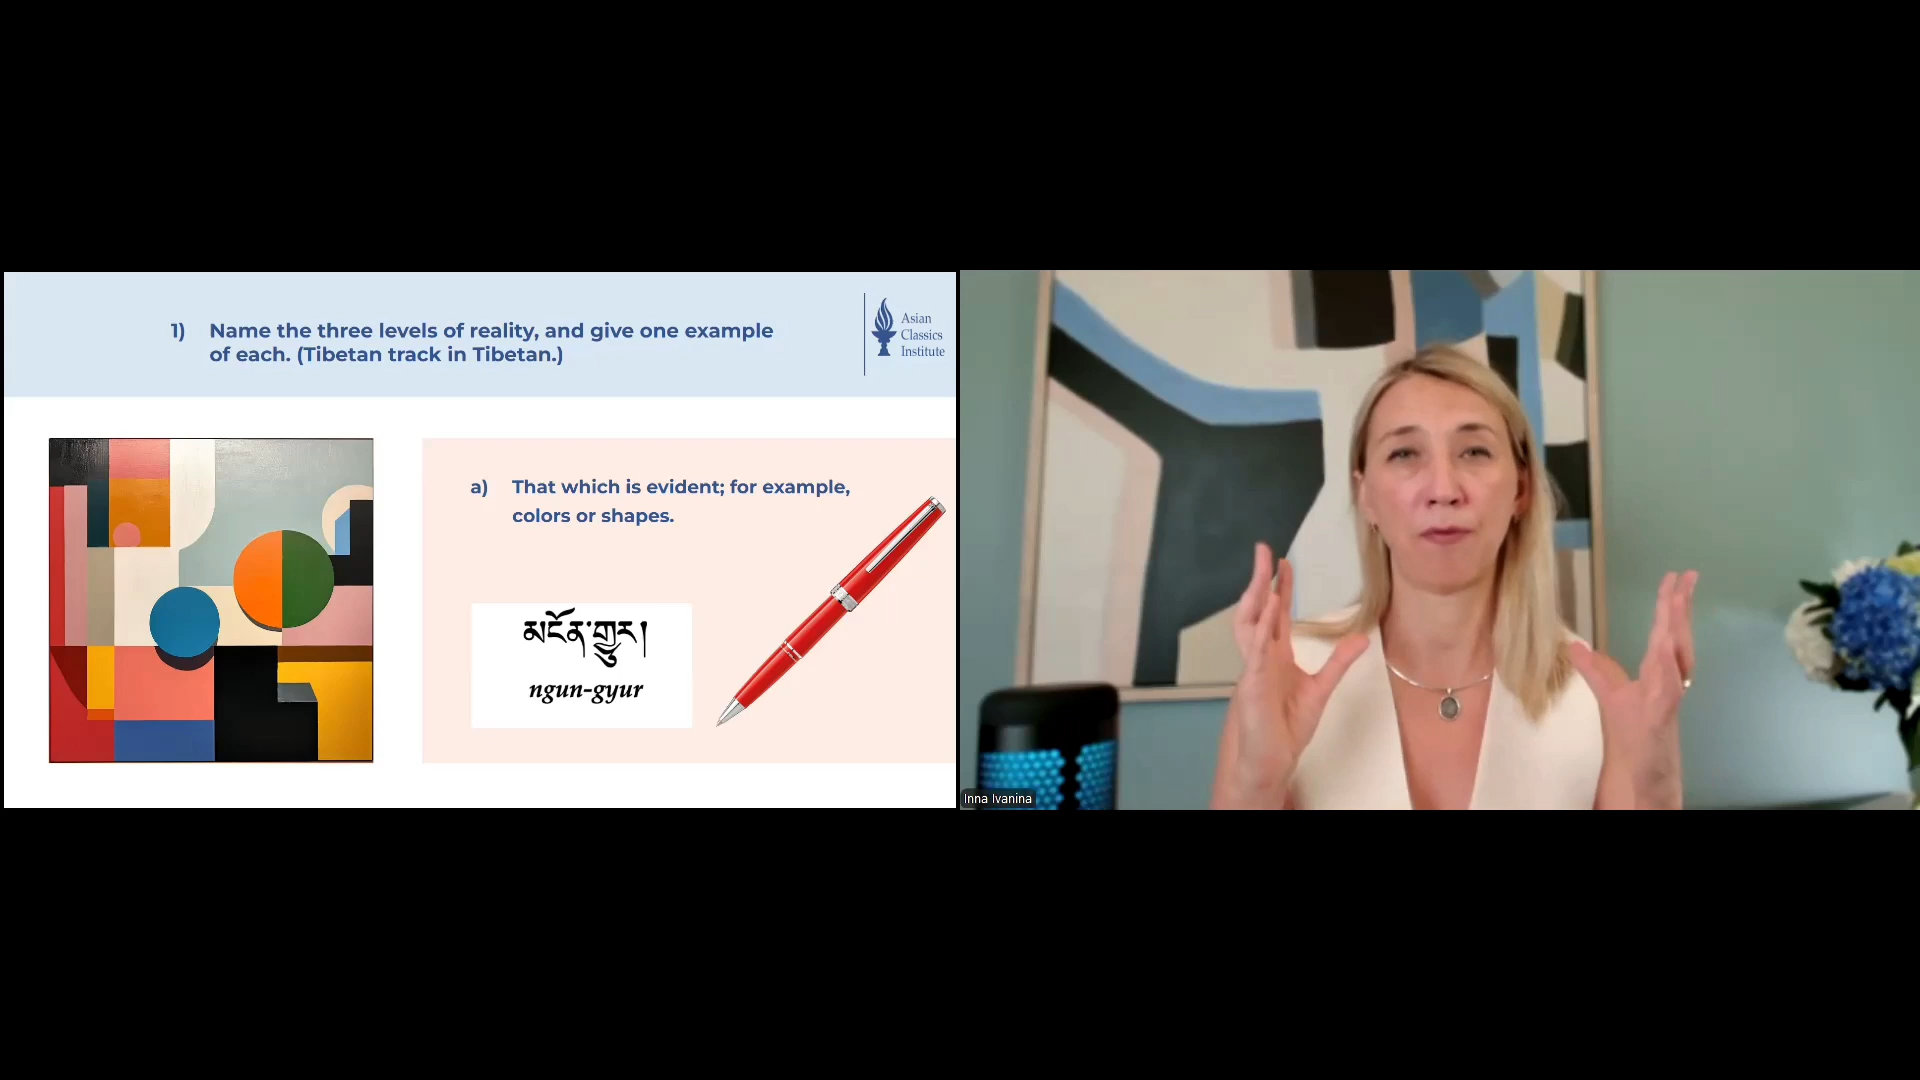 1) Name the three levels of reality, and give one example
of each. (Tibetan track in Tibetan.)
Asian
Classics
Institute
a) That which is evident; for example,
colors or shapes.
མངོན་གྱུར།
ngun-gyur
Inna Ivanina